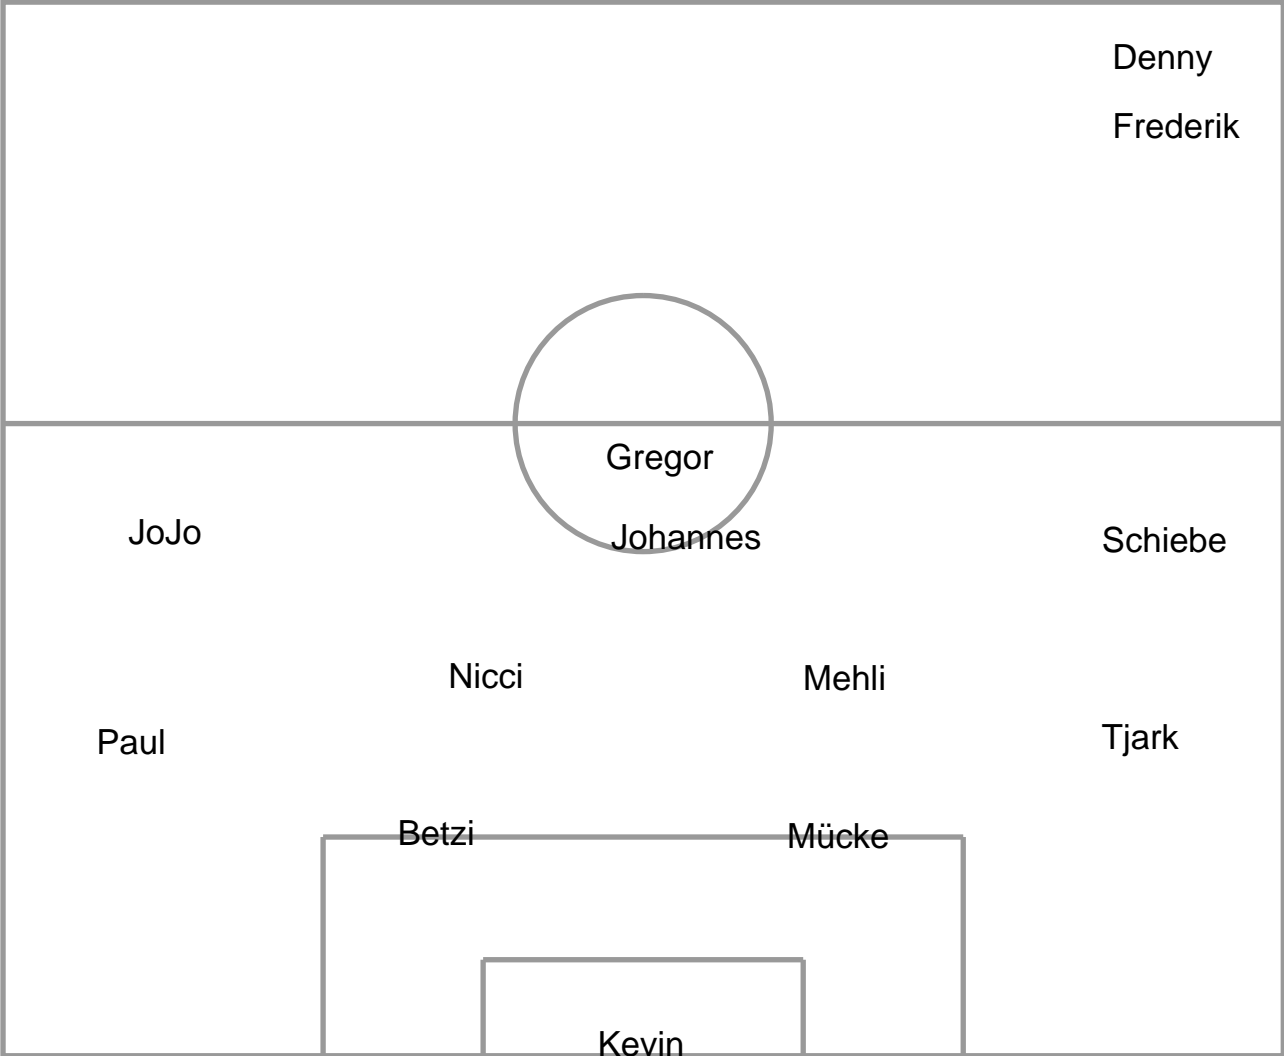 Denny
Frederik
Gregor
JoJo
Johannes
Schiebe
Nicci
Mehli
Paul
Tjark
Betzi
Mücke
Kevin